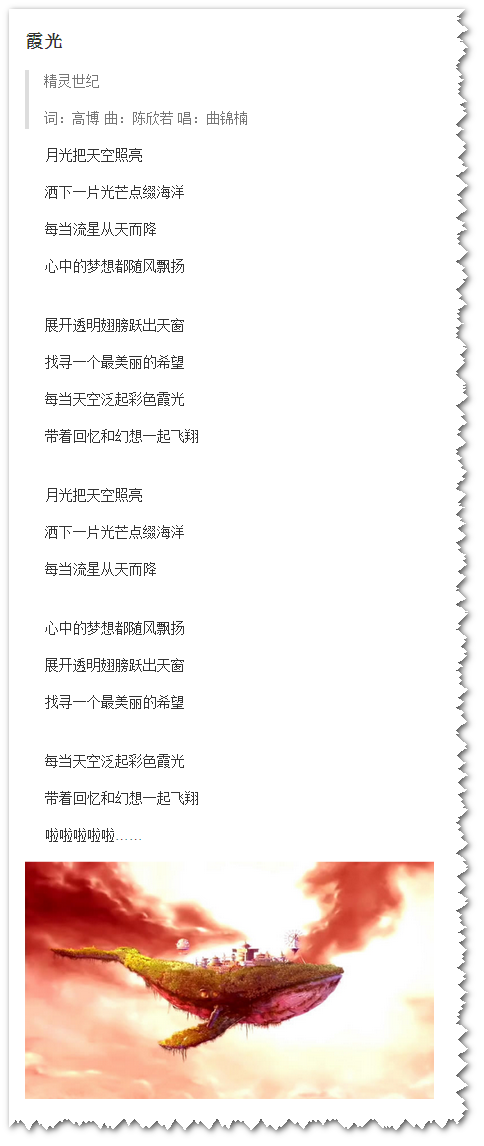 霞光
精灵世纪
词：高博 曲：陈欣若 唱：曲锦楠
月光把天空照亮
洒下一片光芒点缀海洋
每当流星从天而降
心中的梦想都随风飘扬
展开透明翅膀跃出天窗
找寻一个最美丽的希望
每当天空泛起彩色霞光
带着回忆和幻想一起飞翔
月光把天空照亮
洒下一片光芒点缀海洋
每当流星从天而降
心中的梦想都随风飘扬
展开透明翅膀跃出天窗
找寻一个最美丽的希望
每当天空泛起彩色霞光
带着回忆和幻想一起飞翔
啦啦啦啦啦……